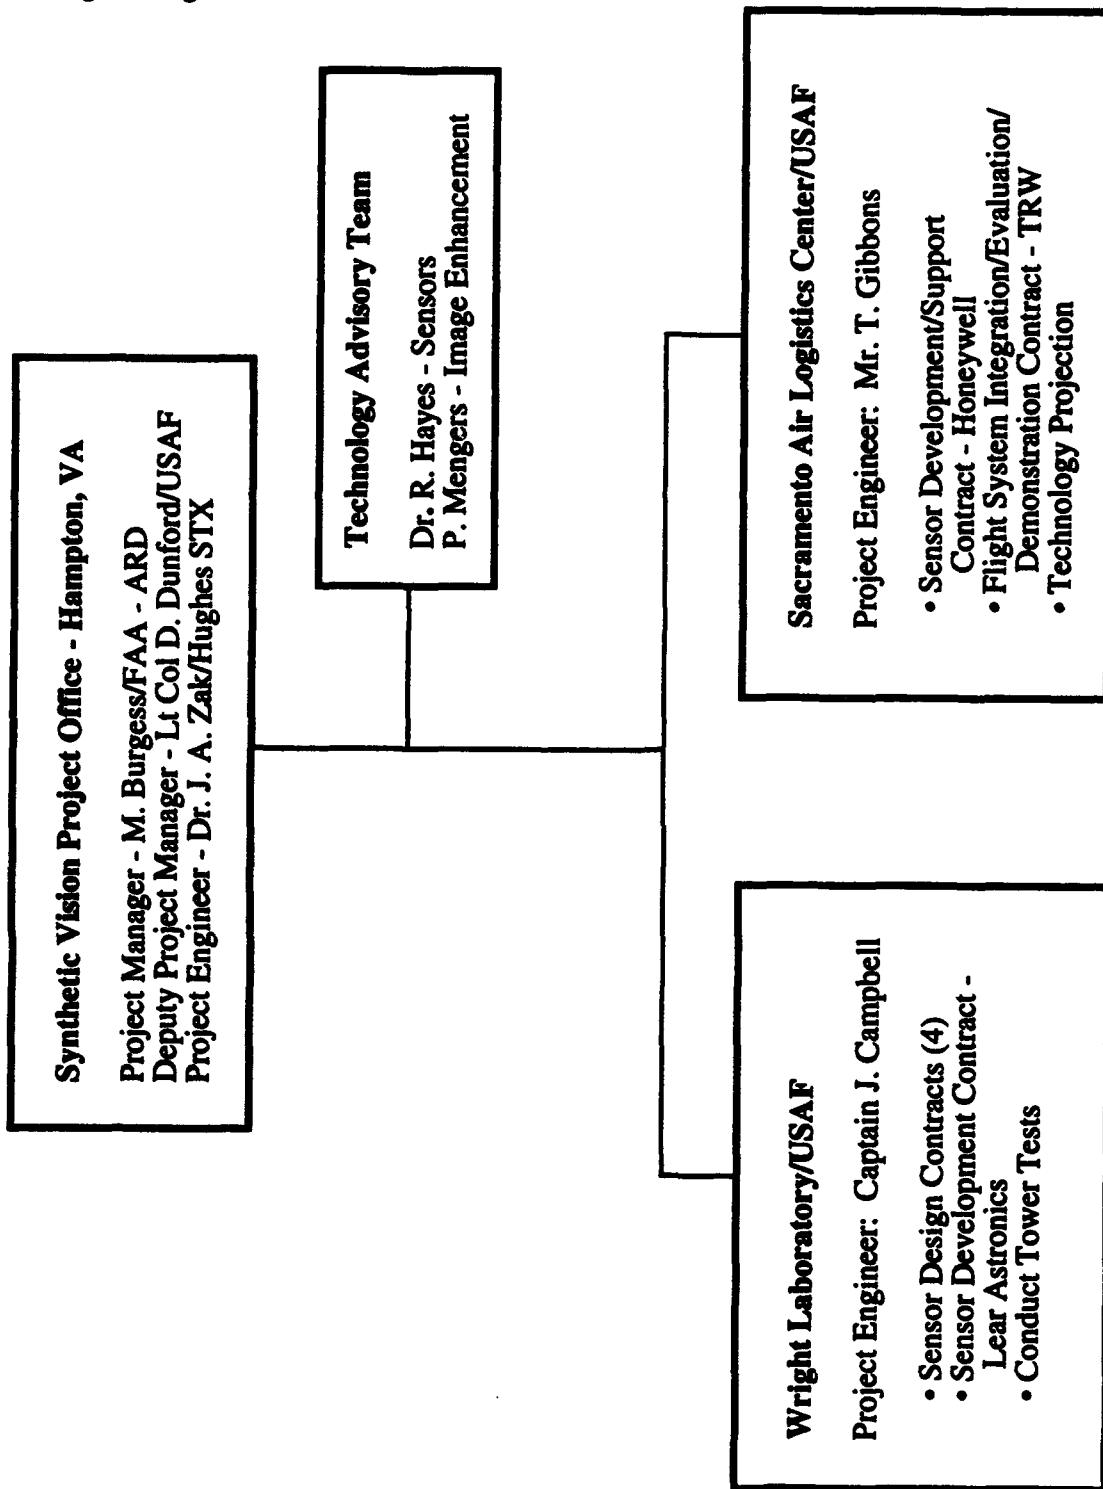 Synthetic Vision Project Office - Hampton, VA
Project Manager - M. Burgess/FAA - ARD
Deputy Project Manager - Lt Col D. Dunford/USAF
Project Engineer - Dr. J. A. Zak/Hughes STX
Technology Advisory Team
Dr. R. Hayes - Sensors
P. Mengers - Image Enhancement
Wright Laboratory/USAF
Project Engineer: Captain J. Campbell
• Sensor Design Contracts (4)
• Sensor Development Contract -
Lear Astronics
• Conduct Tower Tests
Sacramento Air Logistics Center/USAF
Project Engineer: Mr. T. Gibbons
• Sensor Development/Support
Contract - Honeywell
• Flight System Integration/Evaluation/
Demonstration Contract - TRW
• Technology Projection